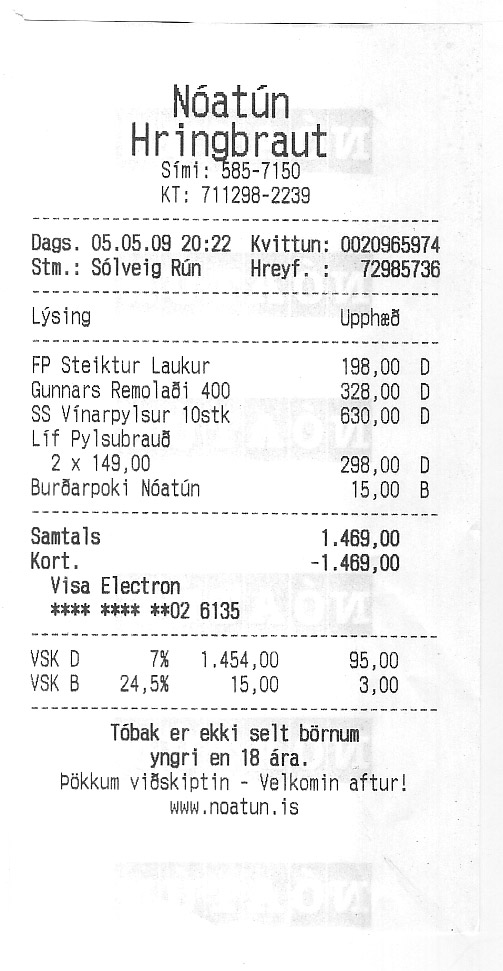 Nóatún
Hringbraut
Sími: 585-7150
KT: 711298-2239
Dags. 05.05.09 20:22 Kvittun: 0020965974
Stm.: Sólveig Rún Hreyf. : 72985736
Lýsing Upphæð
FP Steiktur Laukur 198,00 D
Gunnars Remolaði 400 328,00 D
SS Vínarpylsur 10stk 630,00 D
Líf Pylsubrauð
2 x 149,00 298,00 D
Burðarpoki Nóatún 15,00 B
Samtals 1.469,00
Kort. -1.469,00
Visa Electron
**** **** **02 6135
VSK D 7% 1.454,00 95,00
VSK B 24,5% 15,00 3,00
Tóbak er ekki selt börnum
yngri en 18 ára.
Þökkum viðskiptin - Velkomin aftur!
www.noatun.is